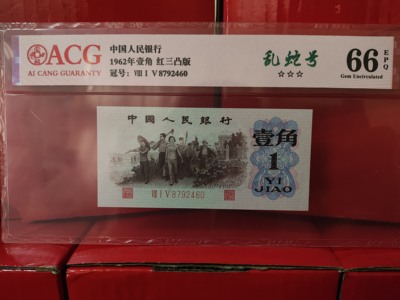 ACG
AI CANG GUARANTY
中国人民银行
1962年壹角 红三凸版
冠号：VIII I V 8792460
乱蛇号
☆☆☆
66 EPQ
Gem Uncirculated
中国人民银行
壹角
1
YI
JIAO
VIII I V 8792460